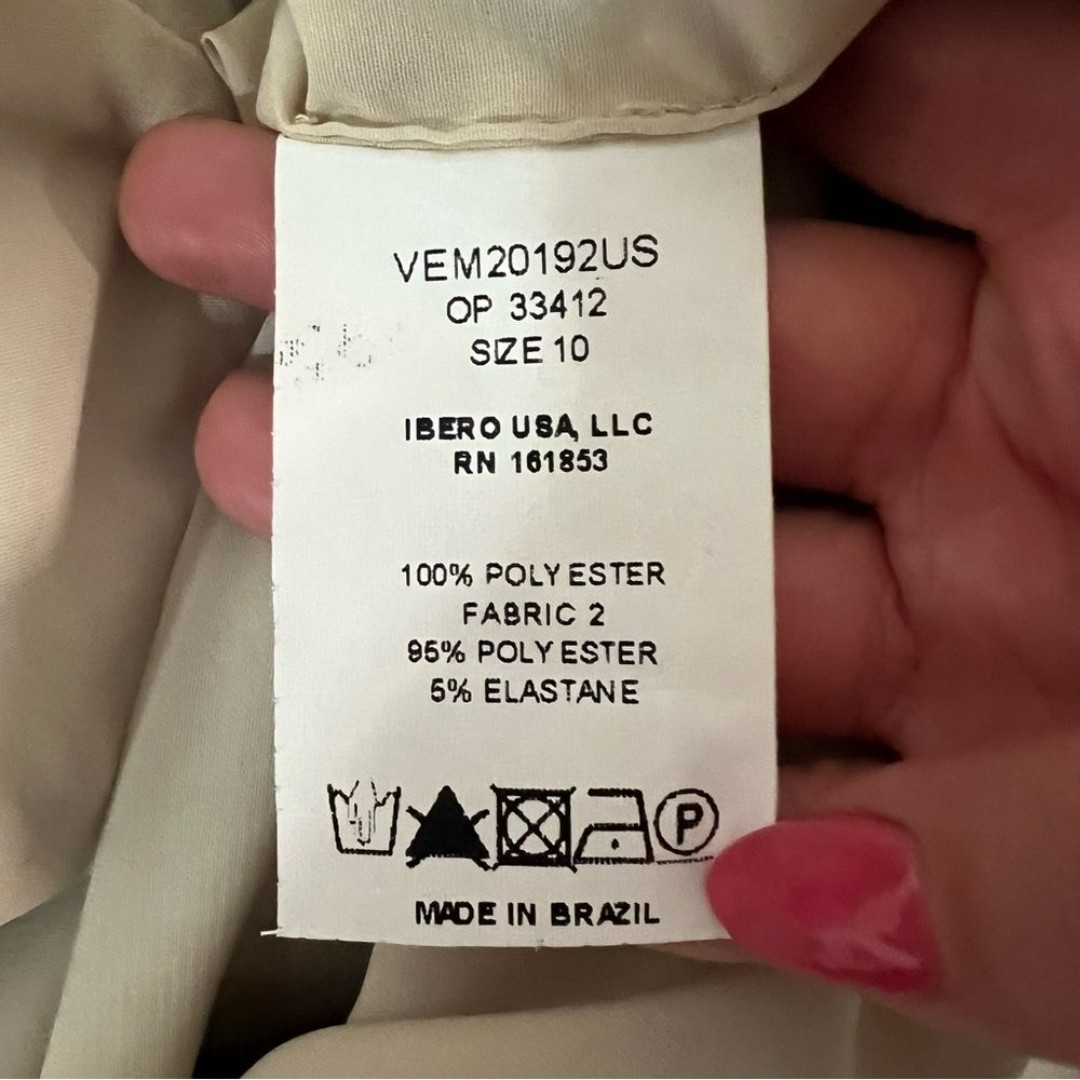 VEM20192US
OP 33412
SIZE 10
IBERO USA, LLC
RN 161853
100% POLYESTER
FABRIC 2
95% POLYESTER
5% ELASTANE
P
MADE IN BRAZIL